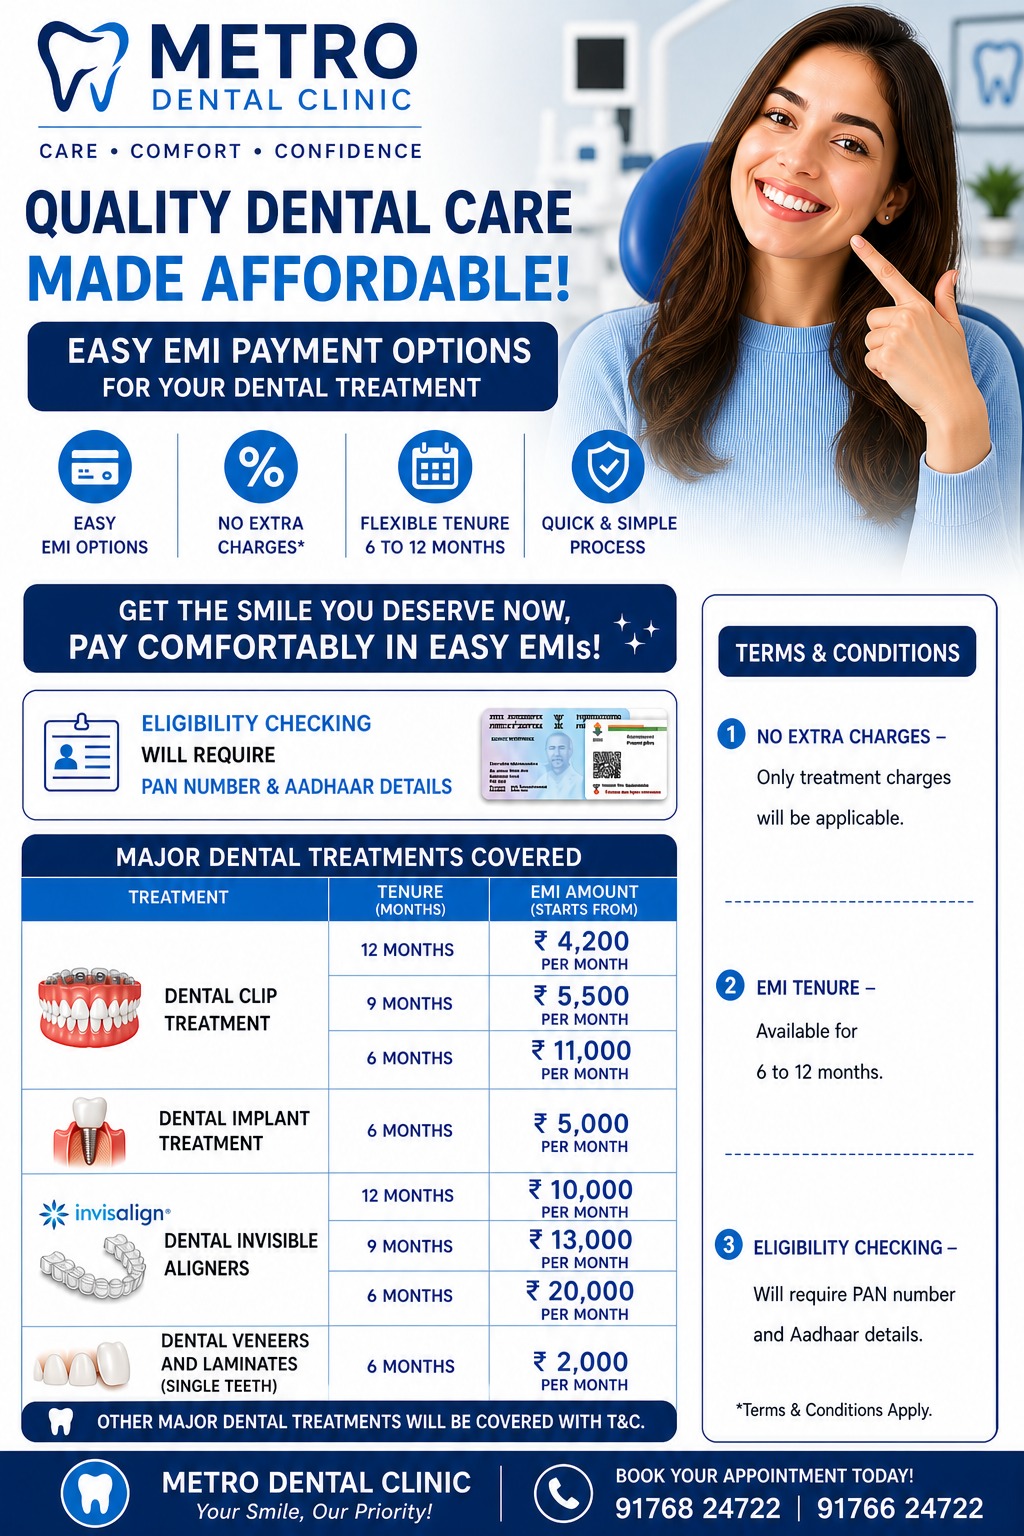 METRO
DENTAL CLINIC
CARE • COMFORT • CONFIDENCE
QUALITY DENTAL CARE
MADE AFFORDABLE!
EASY EMI PAYMENT OPTIONS
FOR YOUR DENTAL TREATMENT
EASY
EMI OPTIONS
NO EXTRA
CHARGES*
FLEXIBLE TENURE
6 TO 12 MONTHS
QUICK & SIMPLE
PROCESS
GET THE SMILE YOU DESERVE NOW,
PAY COMFORTABLY IN EASY EMIs!
ELIGIBILITY CHECKING
WILL REQUIRE
PAN NUMBER & AADHAAR DETAILS
MAJOR DENTAL TREATMENTS COVERED
TREATMENT
TENURE
(MONTHS)
EMI AMOUNT
(STARTS FROM)
DENTAL CLIP
TREATMENT
12 MONTHS
₹ 4,200
PER MONTH
9 MONTHS
₹ 5,500
PER MONTH
6 MONTHS
₹ 11,000
PER MONTH
DENTAL IMPLANT
TREATMENT
6 MONTHS
₹ 5,000
PER MONTH
invisalign®
DENTAL INVISIBLE
ALIGNERS
12 MONTHS
₹ 10,000
PER MONTH
9 MONTHS
₹ 13,000
PER MONTH
6 MONTHS
₹ 20,000
PER MONTH
DENTAL VENEERS
AND LAMINATES
(SINGLE TEETH)
6 MONTHS
₹ 2,000
PER MONTH
OTHER MAJOR DENTAL TREATMENTS WILL BE COVERED WITH T&C.
TERMS & CONDITIONS
1 NO EXTRA CHARGES –
Only treatment charges
will be applicable.
2 EMI TENURE –
Available for
6 to 12 months.
3 ELIGIBILITY CHECKING –
Will require PAN number
and Aadhaar details.
*Terms & Conditions Apply.
METRO DENTAL CLINIC
Your Smile, Our Priority!
BOOK YOUR APPOINTMENT TODAY!
91768 24722 | 91766 24722